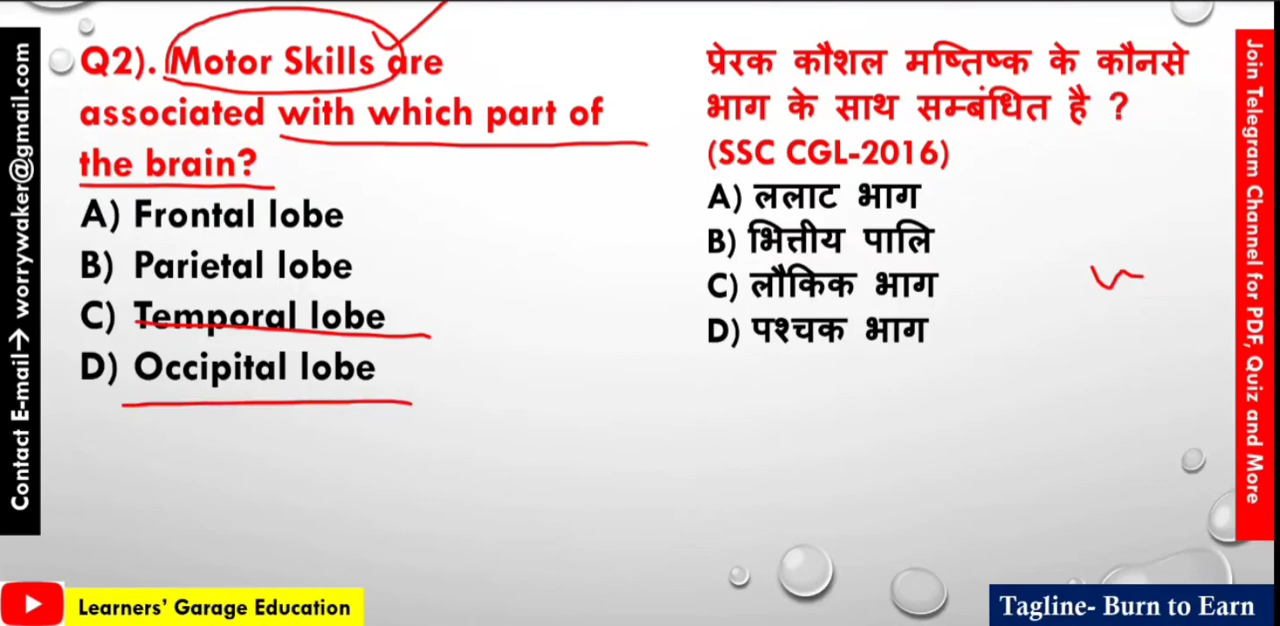 Contact E-mail→ worrywaker@gmail.com
Q2). Motor Skills are
associated with which part of
the brain?
A) Frontal lobe
B) Parietal lobe
C) Temporal lobe
D) Occipital lobe
प्रेरक कौशल मष्तिष्क के कौनसे
भाग के साथ सम्बंधित है ?
(SSC CGL-2016)
A) ललाट भाग
B) भित्तीय पालि
C) लौकिक भाग
D) पश्चक भाग
Join Telegram Channel for PDF, Quiz and More
Learners’ Garage Education
Tagline- Burn to Earn